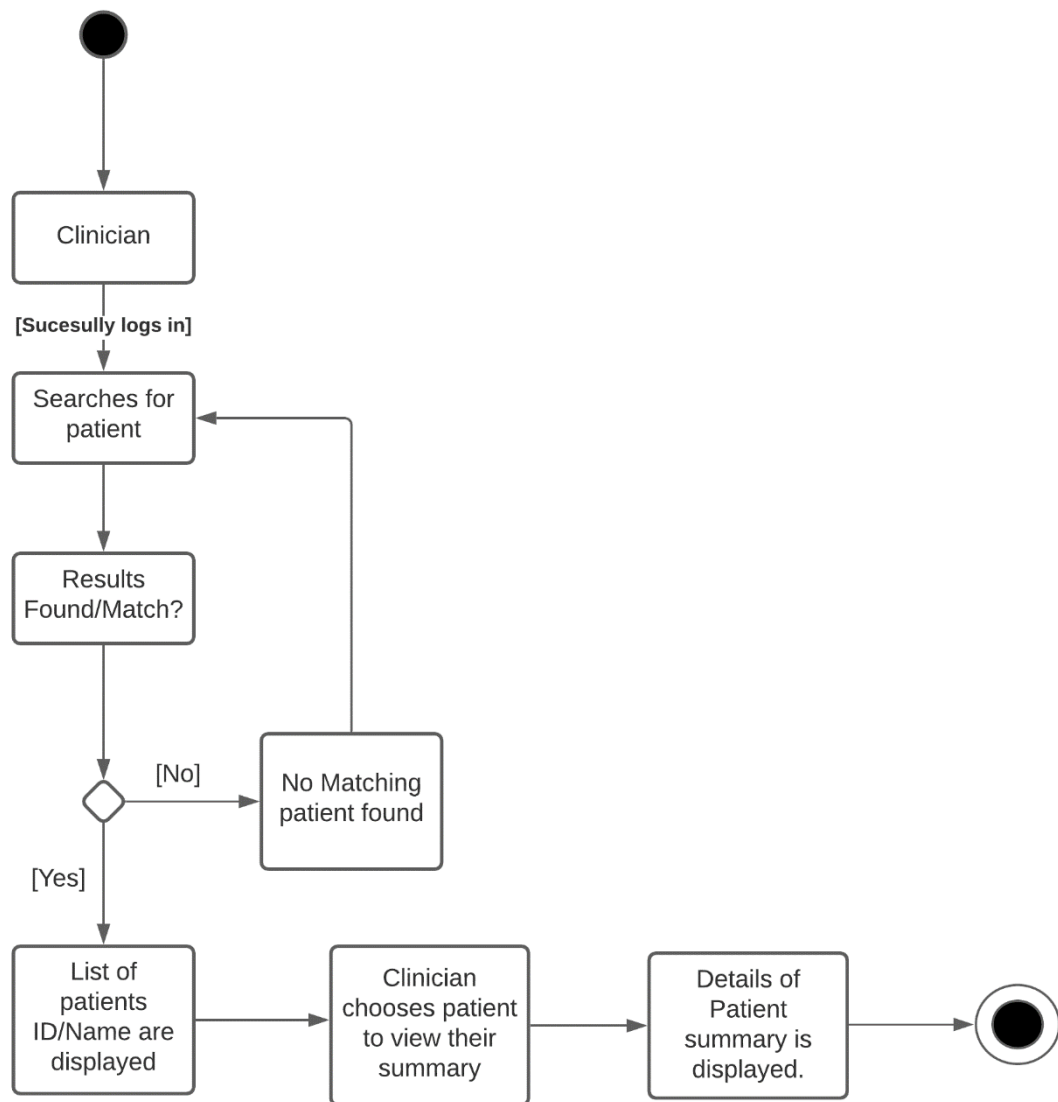 Clinician
[Sucesully logs in]
Searches for
patient
Results
Found/Match?
[No]
No Matching
patient found
[Yes]
List of
patients
ID/Name are
displayed
Clinician
chooses patient
to view their
summary
Details of
Patient
summary is
displayed.